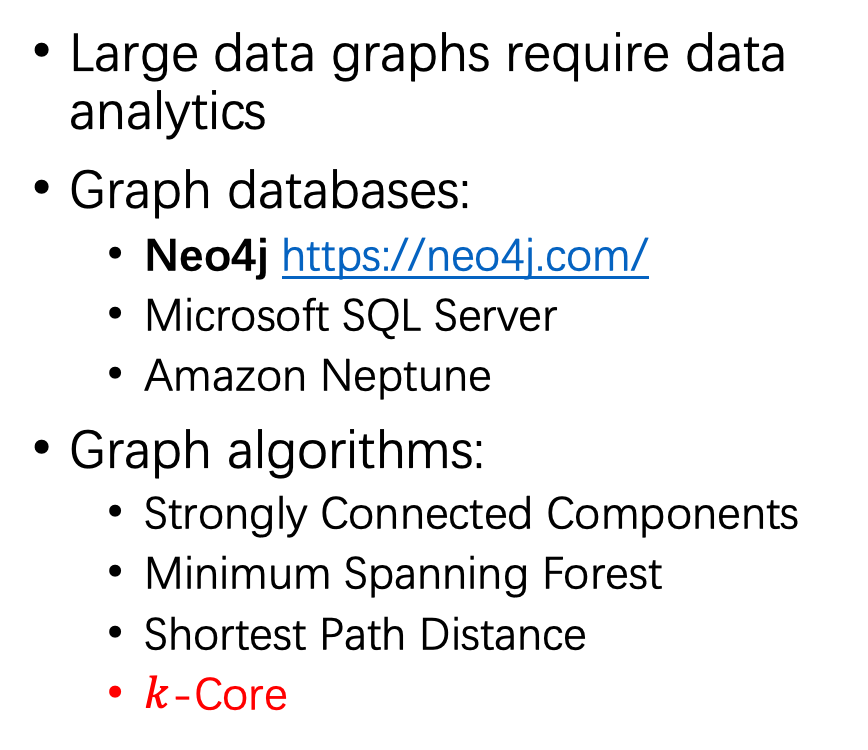 • Large data graphs require data
analytics
• Graph databases:
• Neo4j https://neo4j.com/
• Microsoft SQL Server
• Amazon Neptune
• Graph algorithms:
• Strongly Connected Components
• Minimum Spanning Forest
• Shortest Path Distance
• k-Core